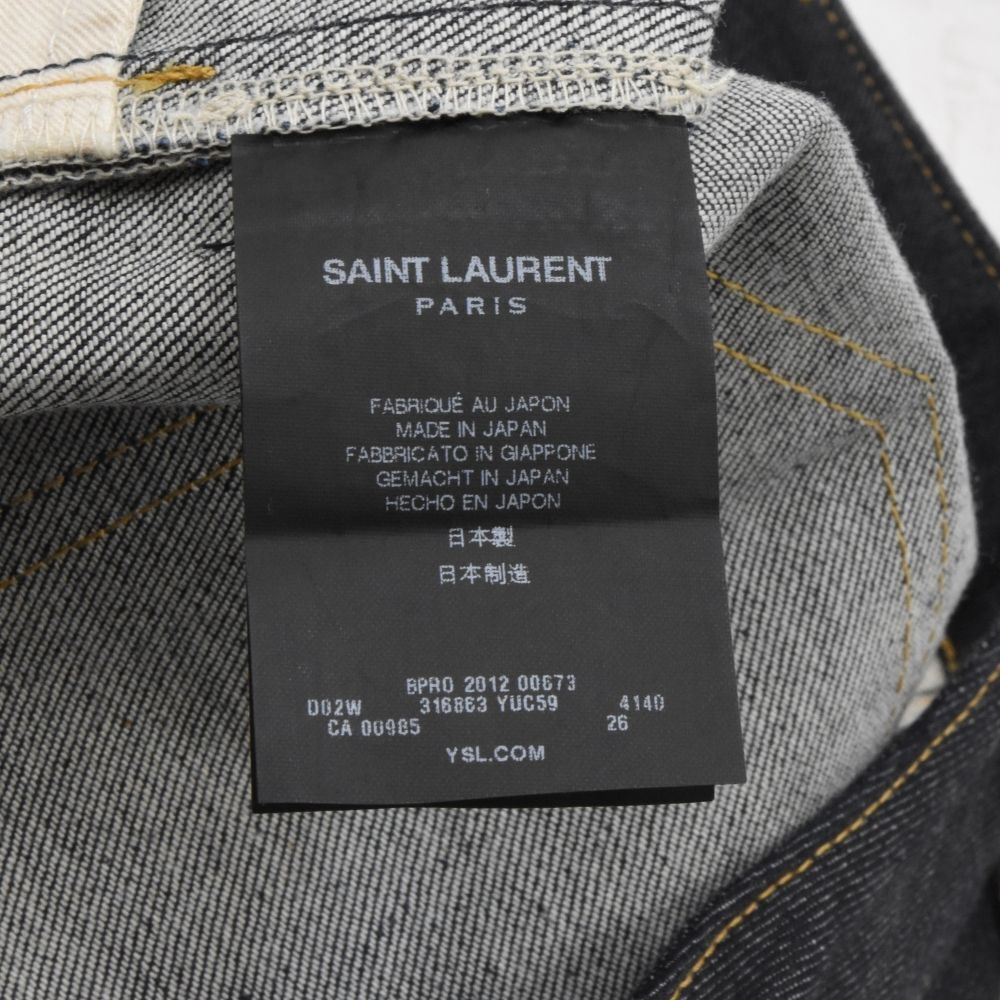 SAINT LAURENT
PARIS
FABRIQUÉ AU JAPON
MADE IN JAPAN
FABBRICATO IN GIAPPONE
GEMACHT IN JAPAN
HECHO EN JAPON
日本製
日本制造
BPRO 2012 00673
D02W 316863 YUC59 4140
CA 00985 26
YSL.COM